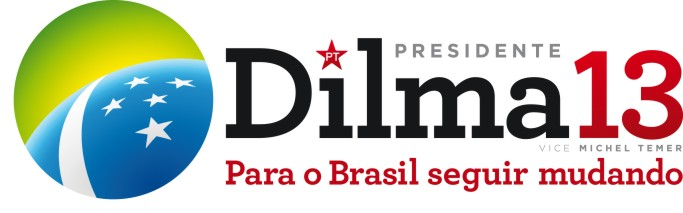 PRESIDENTE
PT
Dilma13
VICE MICHEL TEMER
Para o Brasil seguir mudando